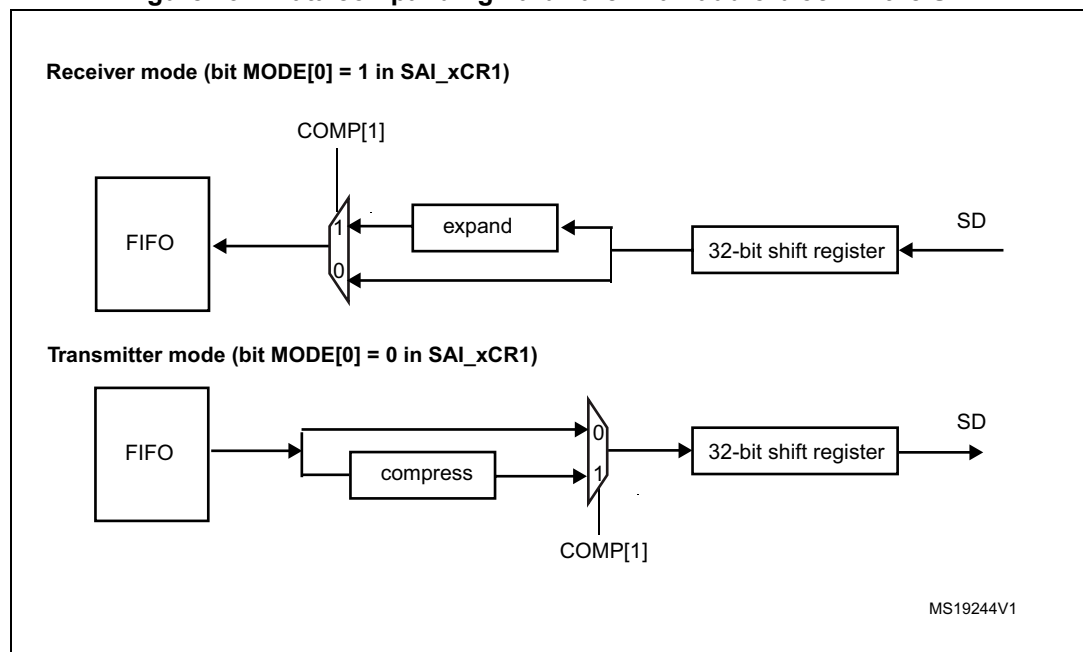 Receiver mode (bit MODE[0] = 1 in SAI_xCR1)
COMP[1]
FIFO
1
0
expand
32-bit shift register
SD
Transmitter mode (bit MODE[0] = 0 in SAI_xCR1)
FIFO
compress
0
1
COMP[1]
32-bit shift register
SD
MS19244V1